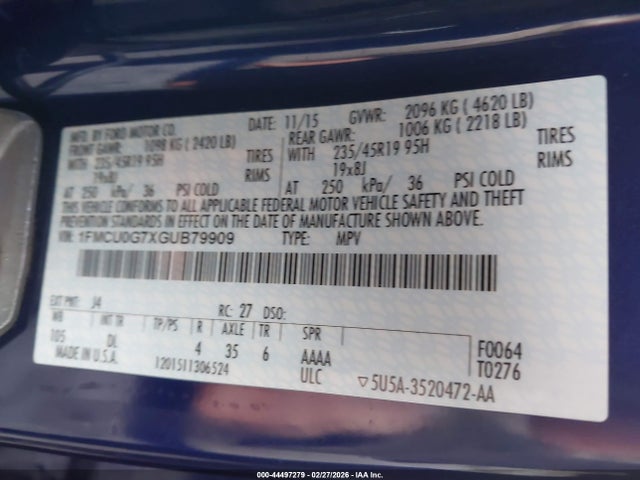 MFD. BY FORD MOTOR CO.
DATE: 11/15 GVWR: 2096 KG ( 4620 LB)
FRONT GAWR: 1098 KG ( 2420 LB) REAR GAWR: 1006 KG ( 2218 LB)
WITH 235/45R19 95H TIRES WITH 235/45R19 95H TIRES
19x8J RIMS 19x8J RIMS
AT 250 kPa/ 36 PSI COLD AT 250 kPa/ 36 PSI COLD
THIS VEHICLE CONFORMS TO ALL APPLICABLE FEDERAL MOTOR VEHICLE SAFETY AND THEFT
PREVENTION STANDARDS IN EFFECT ON THE DATE OF MANUFACTURE SHOWN ABOVE.
VIN: 1FMCU0G7XGUB79909 TYPE: MPV
EXT PNT: J4 RC: 27 DSO:
WB INT TR TP/PS R AXLE TR SPR
105 DL 4 35 6 AAAA F0064
MADE IN U.S.A. 1201511306524 ULC T0276
▽5U5A-3520472-AA
000-44497279 - 02/27/2026 - IAA Inc.